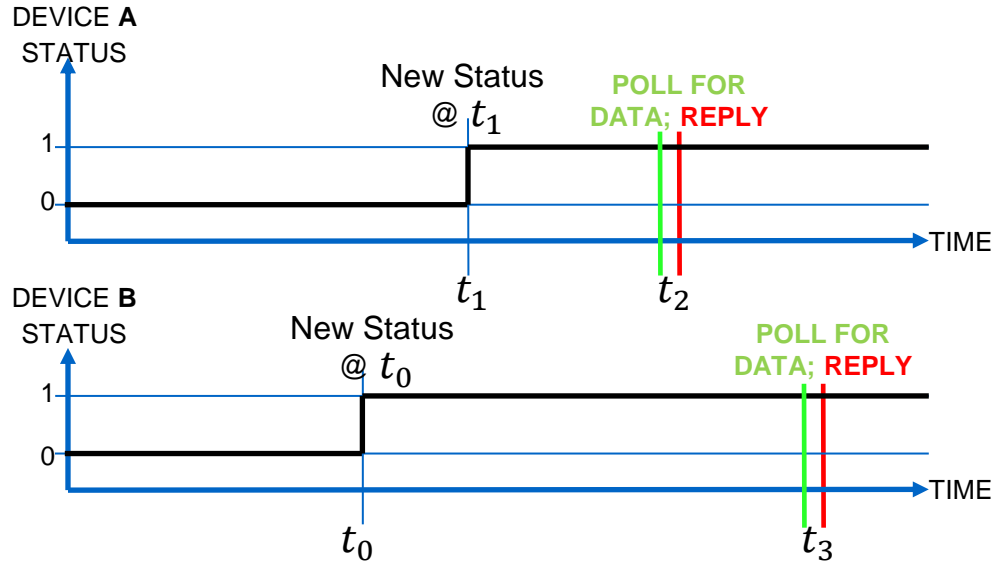 DEVICE A
STATUS
New Status
@ t₁
POLL FOR
DATA; REPLY
1
0
TIME
t₁
t₂
DEVICE B
STATUS
New Status
@ t₀
POLL FOR
DATA; REPLY
1
0
TIME
t₀
t₃